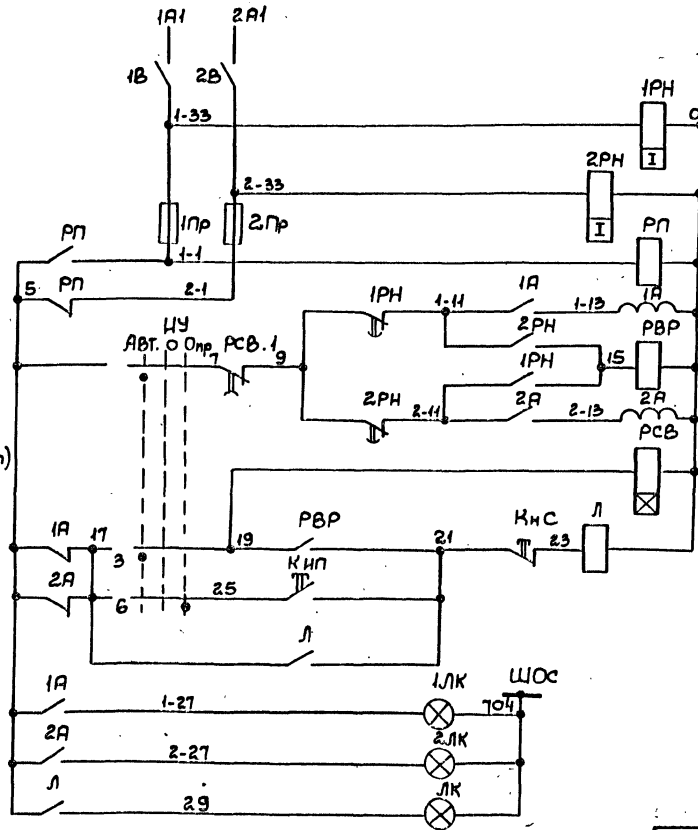 1А1 2А1
1В 2В
1-33 1РН 0
I
2-33 2РН
I
1Пр 2Пр
РП 1-1 РП
5 РП 2-1
1РН 1-11 1А 1-13 1А
ЦУ
Авт. О Опр РСВ.1 2РН РВР
7 9 1РН 15
2РН 2-11 2А 2-13 2А
РСВ
1А 17 3 19 РВР 21 КнС 23 Л
2А 6 25 КнП
Л
1А 1-27 1ЛК ШОС
704
2А 2-27 2ЛК
Л 29 ЛК